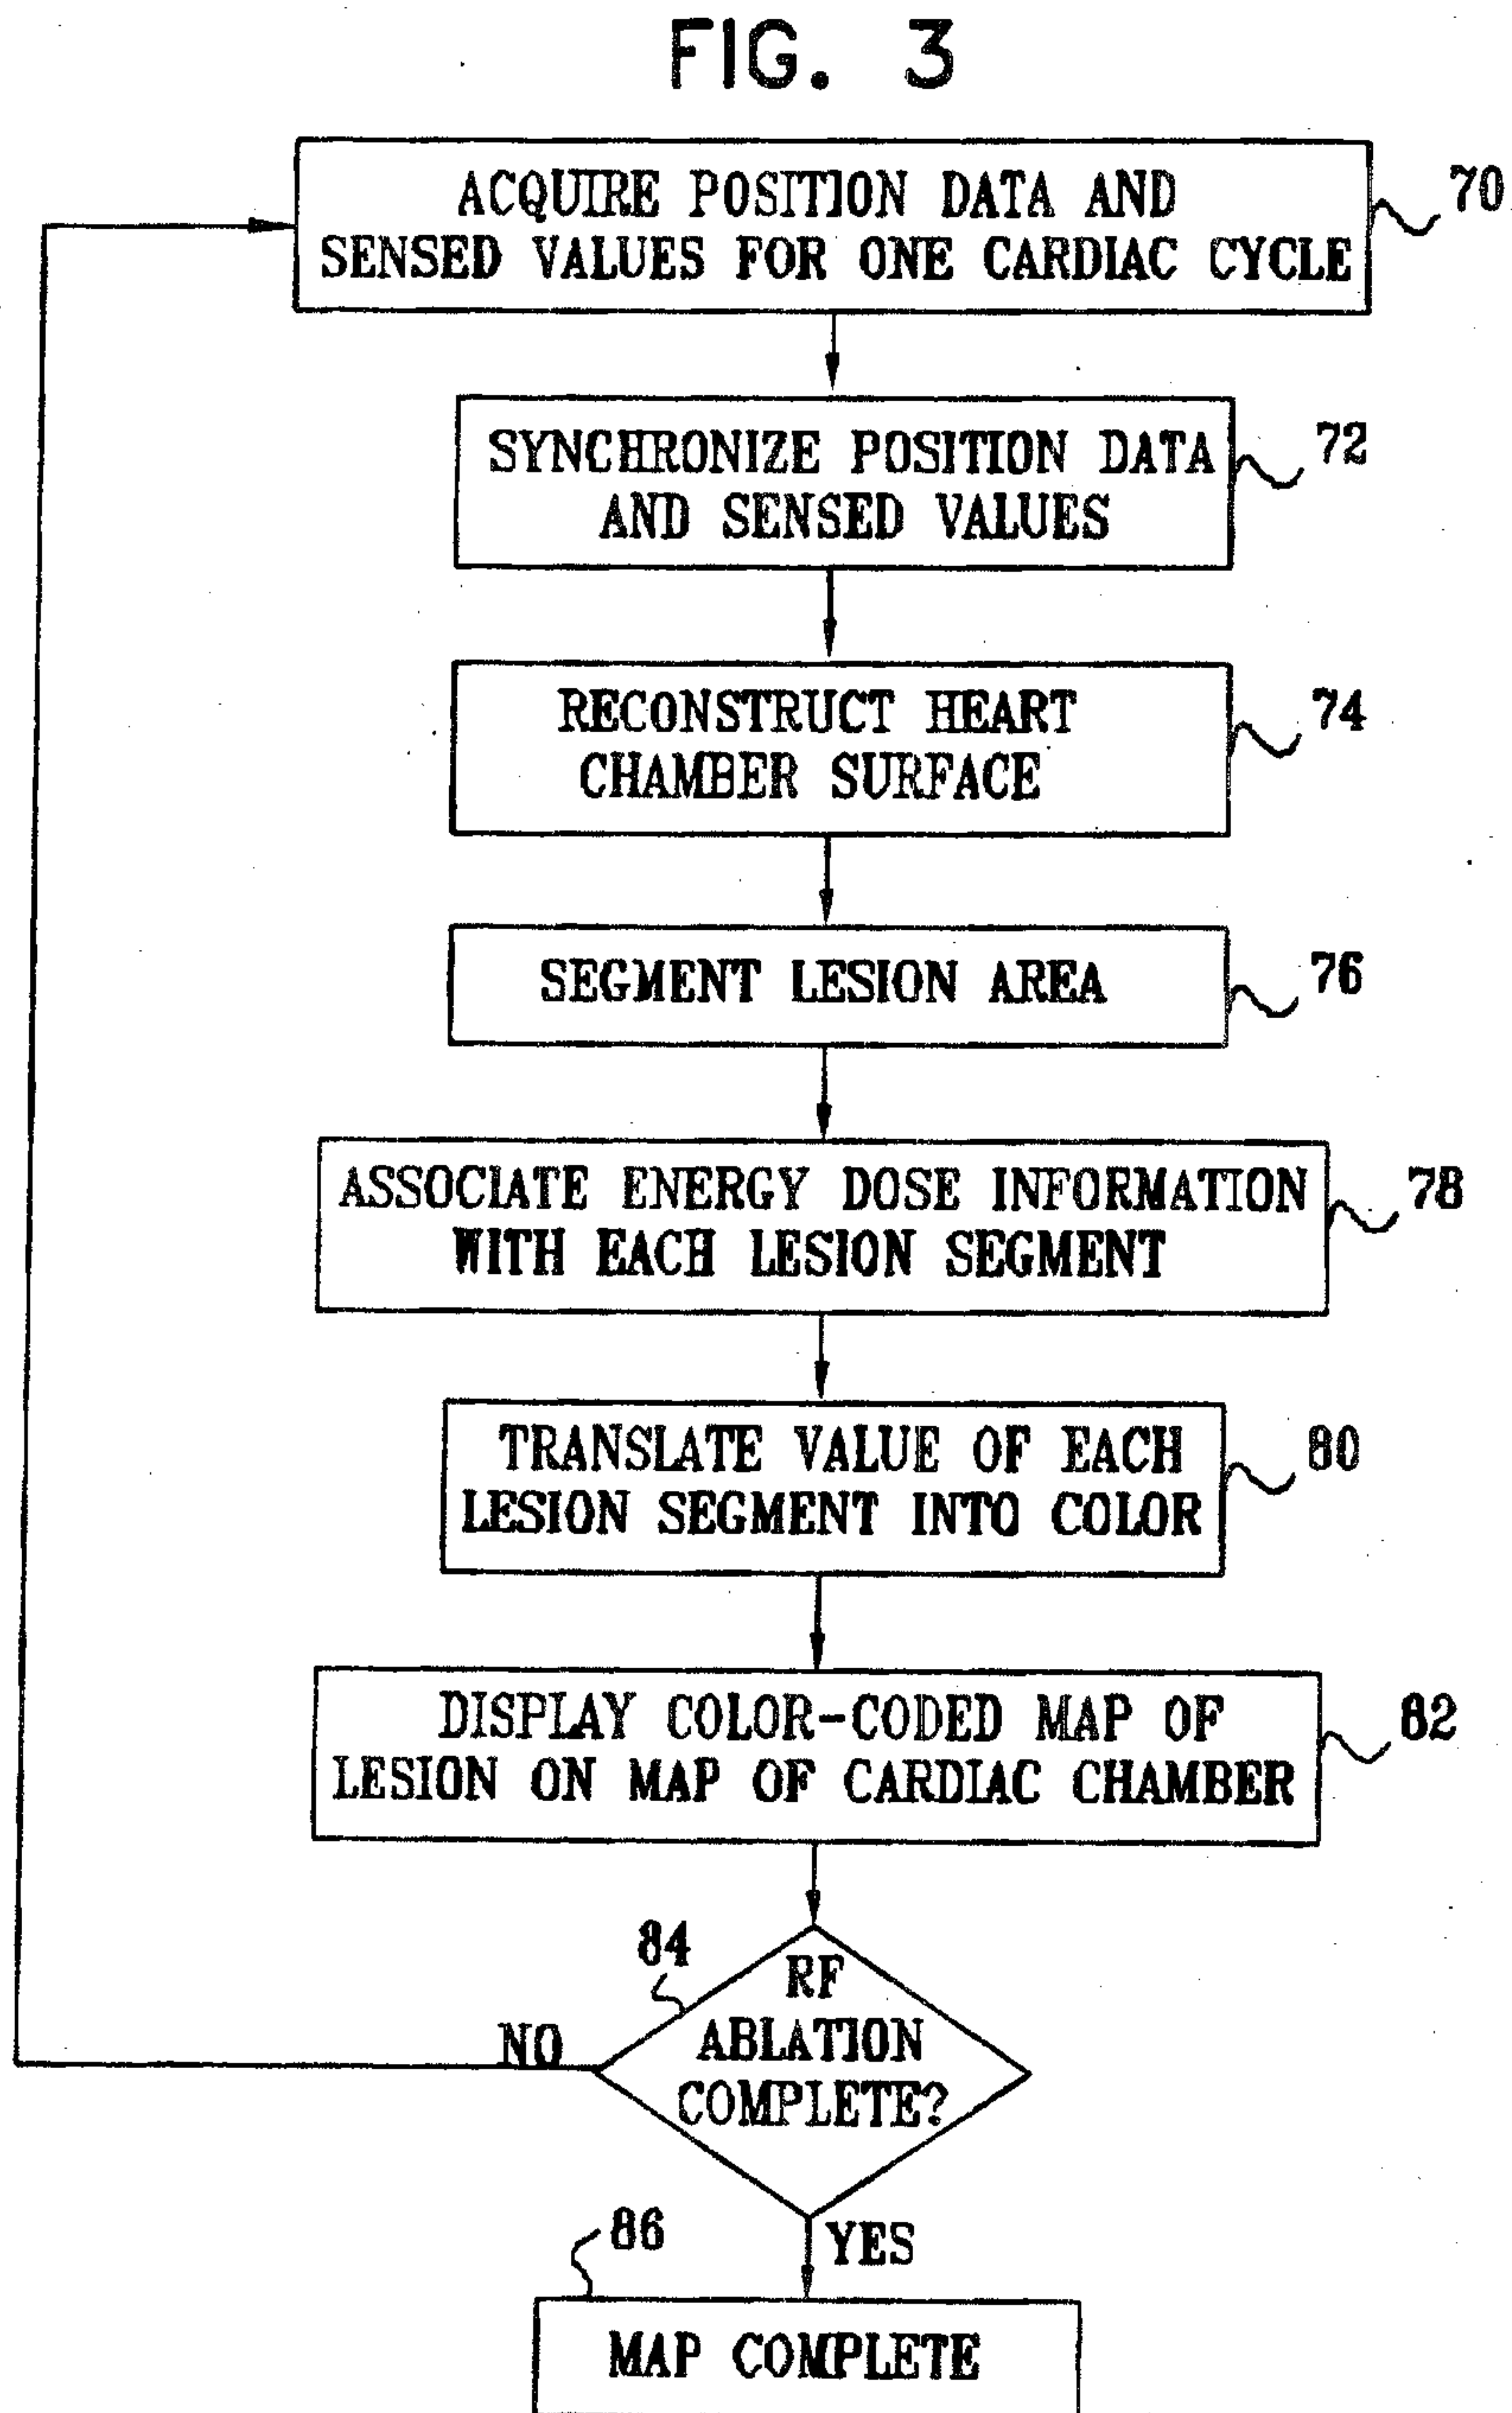 FIG. 3
ACQUIRE POSITION DATA AND
SENSED VALUES FOR ONE CARDIAC CYCLE
70
SYNCHRONIZE POSITION DATA
AND SENSED VALUES
72
RECONSTRUCT HEART
CHAMBER SURFACE
74
SEGMENT LESION AREA
76
ASSOCIATE ENERGY DOSE INFORMATION
WITH EACH LESION SEGMENT
78
TRANSLATE VALUE OF EACH
LESION SEGMENT INTO COLOR
80
DISPLAY COLOR-CODED MAP OF
LESION ON MAP OF CARDIAC CHAMBER
82
84
RF
ABLATION
COMPLETE?
NO
YES
86
MAP COMPLETE